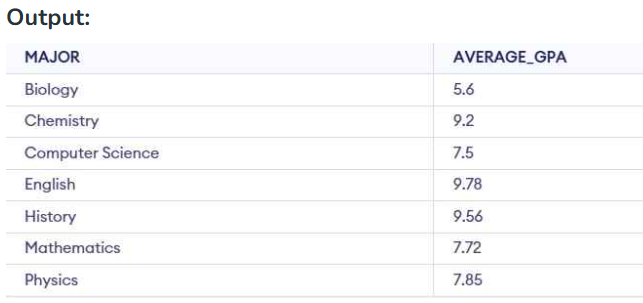 Output:
MAJOR AVERAGE_GPA
Biology 5.6
Chemistry 9.2
Computer Science 7.5
English 9.78
History 9.56
Mathematics 7.72
Physics 7.85